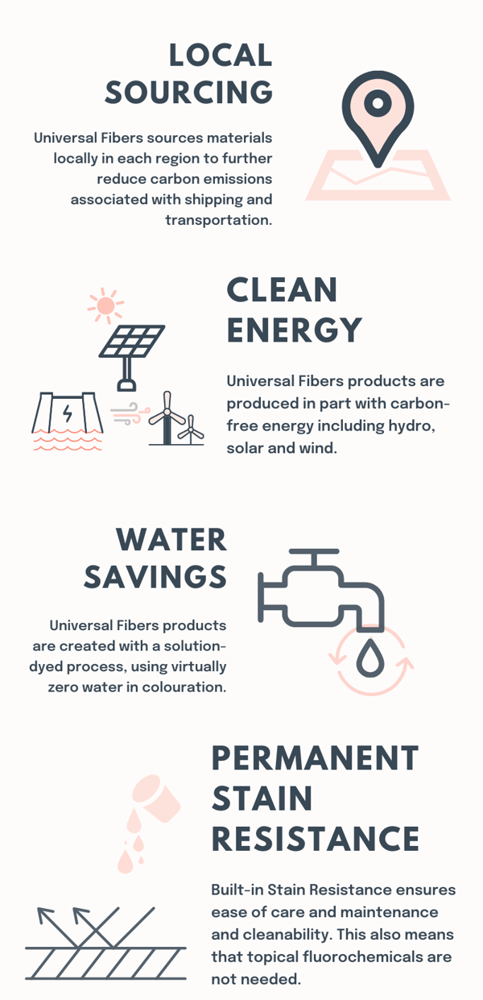 LOCAL
SOURCING
Universal Fibers sources materials
locally in each region to further
reduce carbon emissions
associated with shipping and
transportation.
CLEAN
ENERGY
Universal Fibers products are
produced in part with carbon-
free energy including hydro,
solar and wind.
WATER
SAVINGS
Universal Fibers products
are created with a solution-
dyed process, using virtually
zero water in colouration.
PERMANENT
STAIN
RESISTANCE
Built-in Stain Resistance ensures
ease of care and maintenance
and cleanability. This also means
that topical fluorochemicals are
not needed.